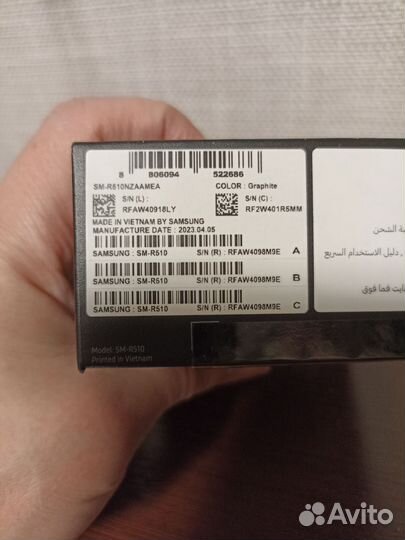 8 806094 522686
SM-R510NZAAMEA COLOR : Graphite
S/N (L) : S/N (C) :
RFAW40918LY RF2W401R5MM
MADE IN VIETNAM BY SAMSUNG
MANUFACTURE DATE : 2023.04.05
SAMSUNG : SM-R510 S/N (R) : RFAW4098M9E A
SAMSUNG : SM-R510 S/N (R) : RFAW4098M9E B
SAMSUNG : SM-R510 S/N (R) : RFAW4098M9E C
Model: SM-R510
Printed in Vietnam
الشحن
دليل الاستخدام السريع
فما فوق
Avito